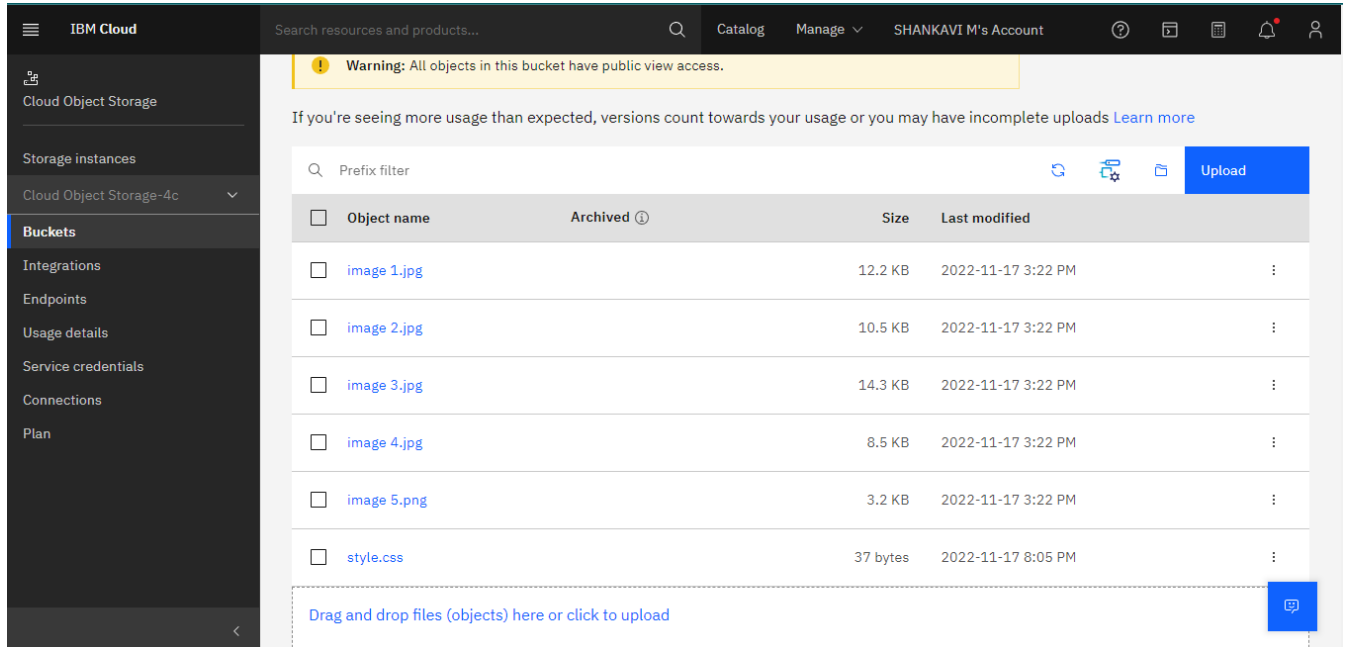 IBM Cloud
Search resources and products...
Catalog
Manage
SHANKAVI M's Account
Cloud Object Storage
Storage instances
Cloud Object Storage-4c
Buckets
Integrations
Endpoints
Usage details
Service credentials
Connections
Plan
Warning: All objects in this bucket have public view access.
If you're seeing more usage than expected, versions count towards your usage or you may have incomplete uploads Learn more
Prefix filter
Upload
Object name Archived Size Last modified
image 1.jpg 12.2 KB 2022-11-17 3:22 PM
image 2.jpg 10.5 KB 2022-11-17 3:22 PM
image 3.jpg 14.3 KB 2022-11-17 3:22 PM
image 4.jpg 8.5 KB 2022-11-17 3:22 PM
image 5.png 3.2 KB 2022-11-17 3:22 PM
style.css 37 bytes 2022-11-17 8:05 PM
Drag and drop files (objects) here or click to upload